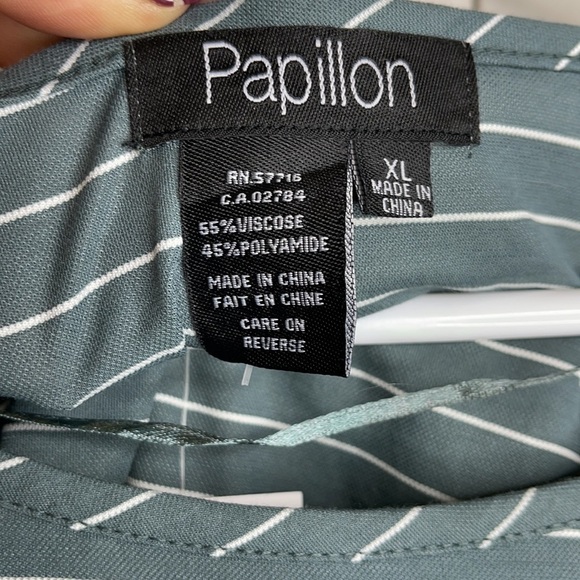 Papillon
RN.57716
C.A.02784
55%VISCOSE
45%POLYAMIDE
MADE IN CHINA
FAIT EN CHINE
CARE ON
REVERSE
XL
MADE IN
CHINA